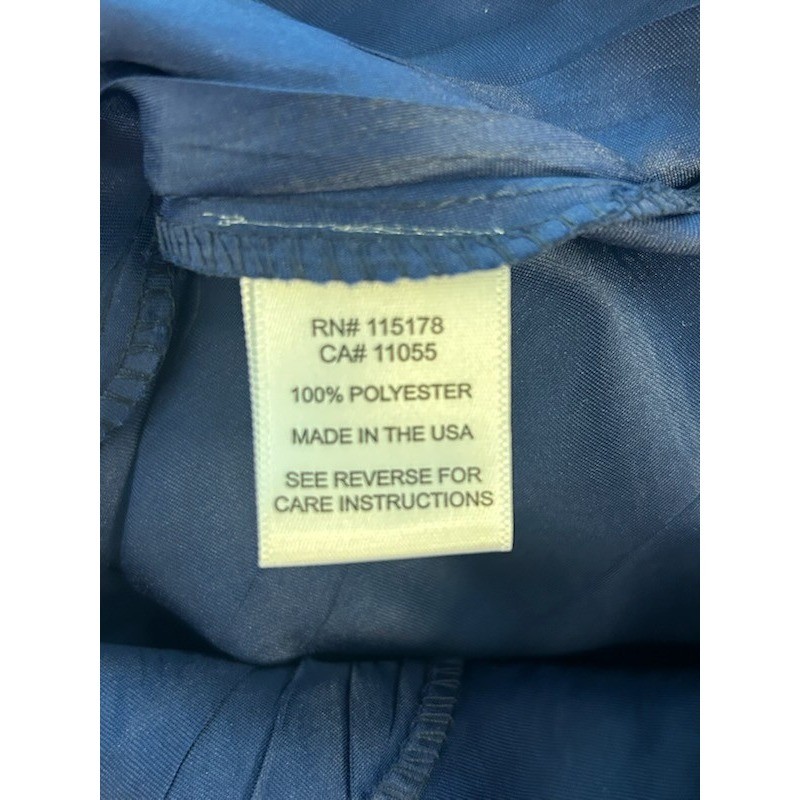 RN# 115178
CA# 11055
100% POLYESTER
MADE IN THE USA
SEE REVERSE FOR
CARE INSTRUCTIONS